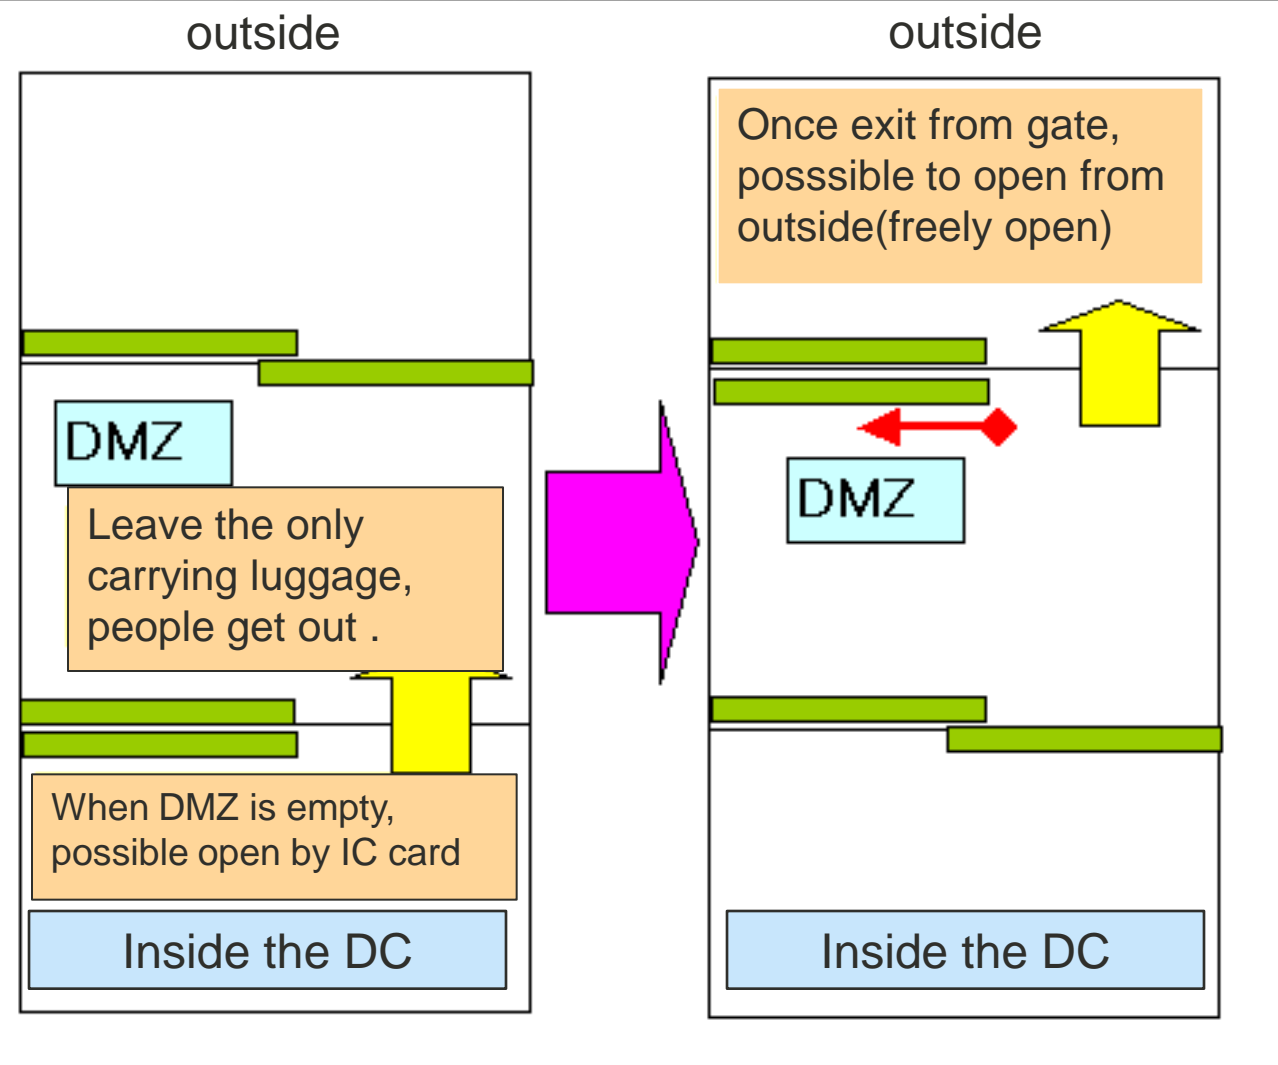 outside
DMZ
Leave the only
carrying luggage,
people get out .
When DMZ is empty,
possible open by IC card
Inside the DC
outside
Once exit from gate,
posssible to open from
outside(freely open)
DMZ
Inside the DC